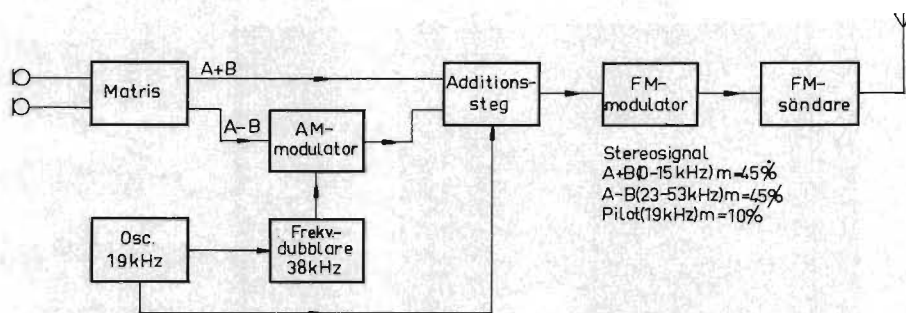 A+B
Matris
A-B
AM-
modulator
Additions-
steg
FM-
modulator
FM-
sändare
Osc.
19kHz
Frekv.-
dubblare
38kHz
Stereosignal
A+B(0-15kHz)m=45%
A-B(23-53kHz)m=45%
Pilot(19kHz)m=10%